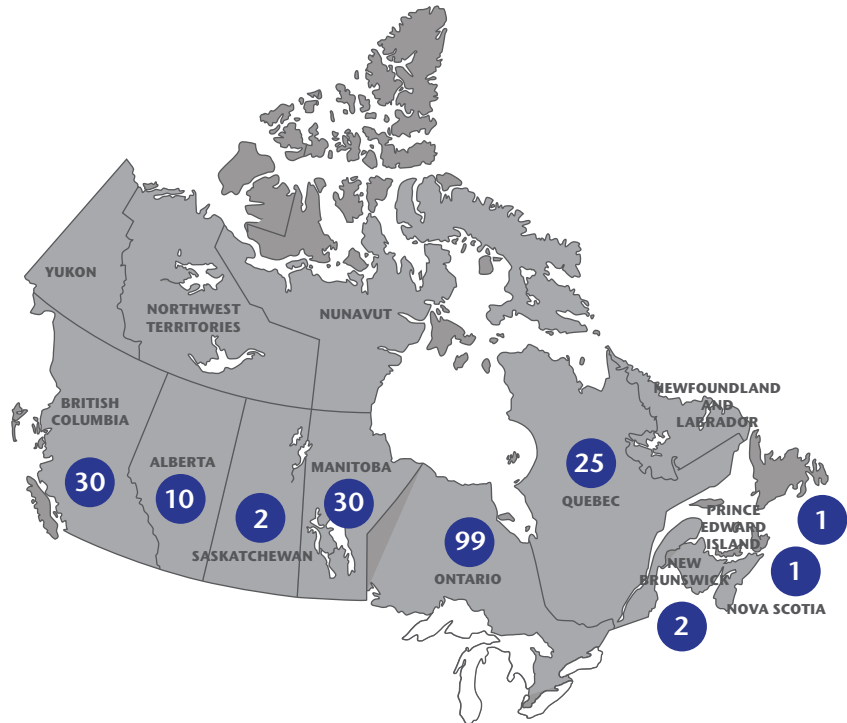 YUKON
NORTHWEST
TERRITORIES
NUNAVUT
BRITISH
COLUMBIA
30
ALBERTA
10
2
SASKATCHEWAN
MANITOBA
30
99
ONTARIO
25
QUEBEC
NEWFOUNDLAND
AND
LABRADOR
1
PRINCE
EDWARD
ISLAND
1
NOVA SCOTIA
NEW
BRUNSWICK
2